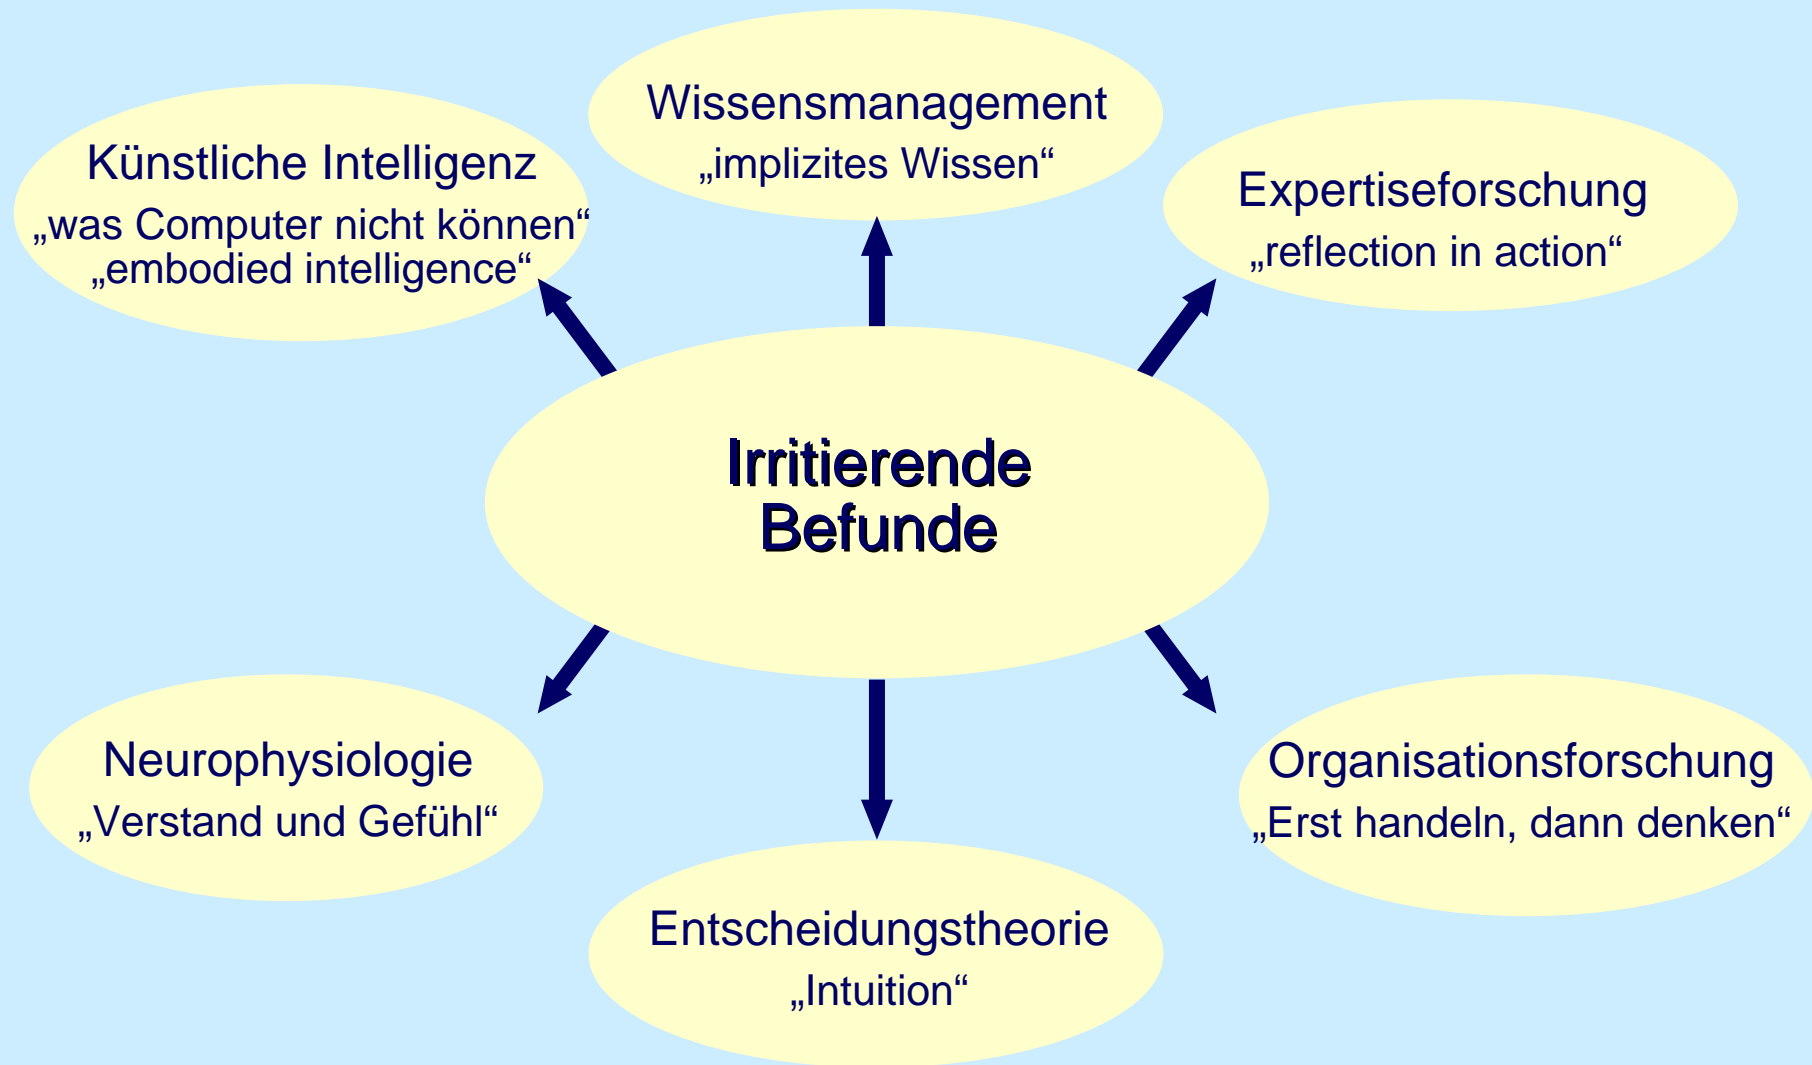 Wissensmanagement
„implizites Wissen“
Künstliche Intelligenz
„was Computer nicht können“
„embodied intelligence“
Expertiseforschung
„reflection in action“
Irritierende
Befunde
Neurophysiologie
„Verstand und Gefühl“
Organisationsforschung
„Erst handeln, dann denken“
Entscheidungstheorie
„Intuition“